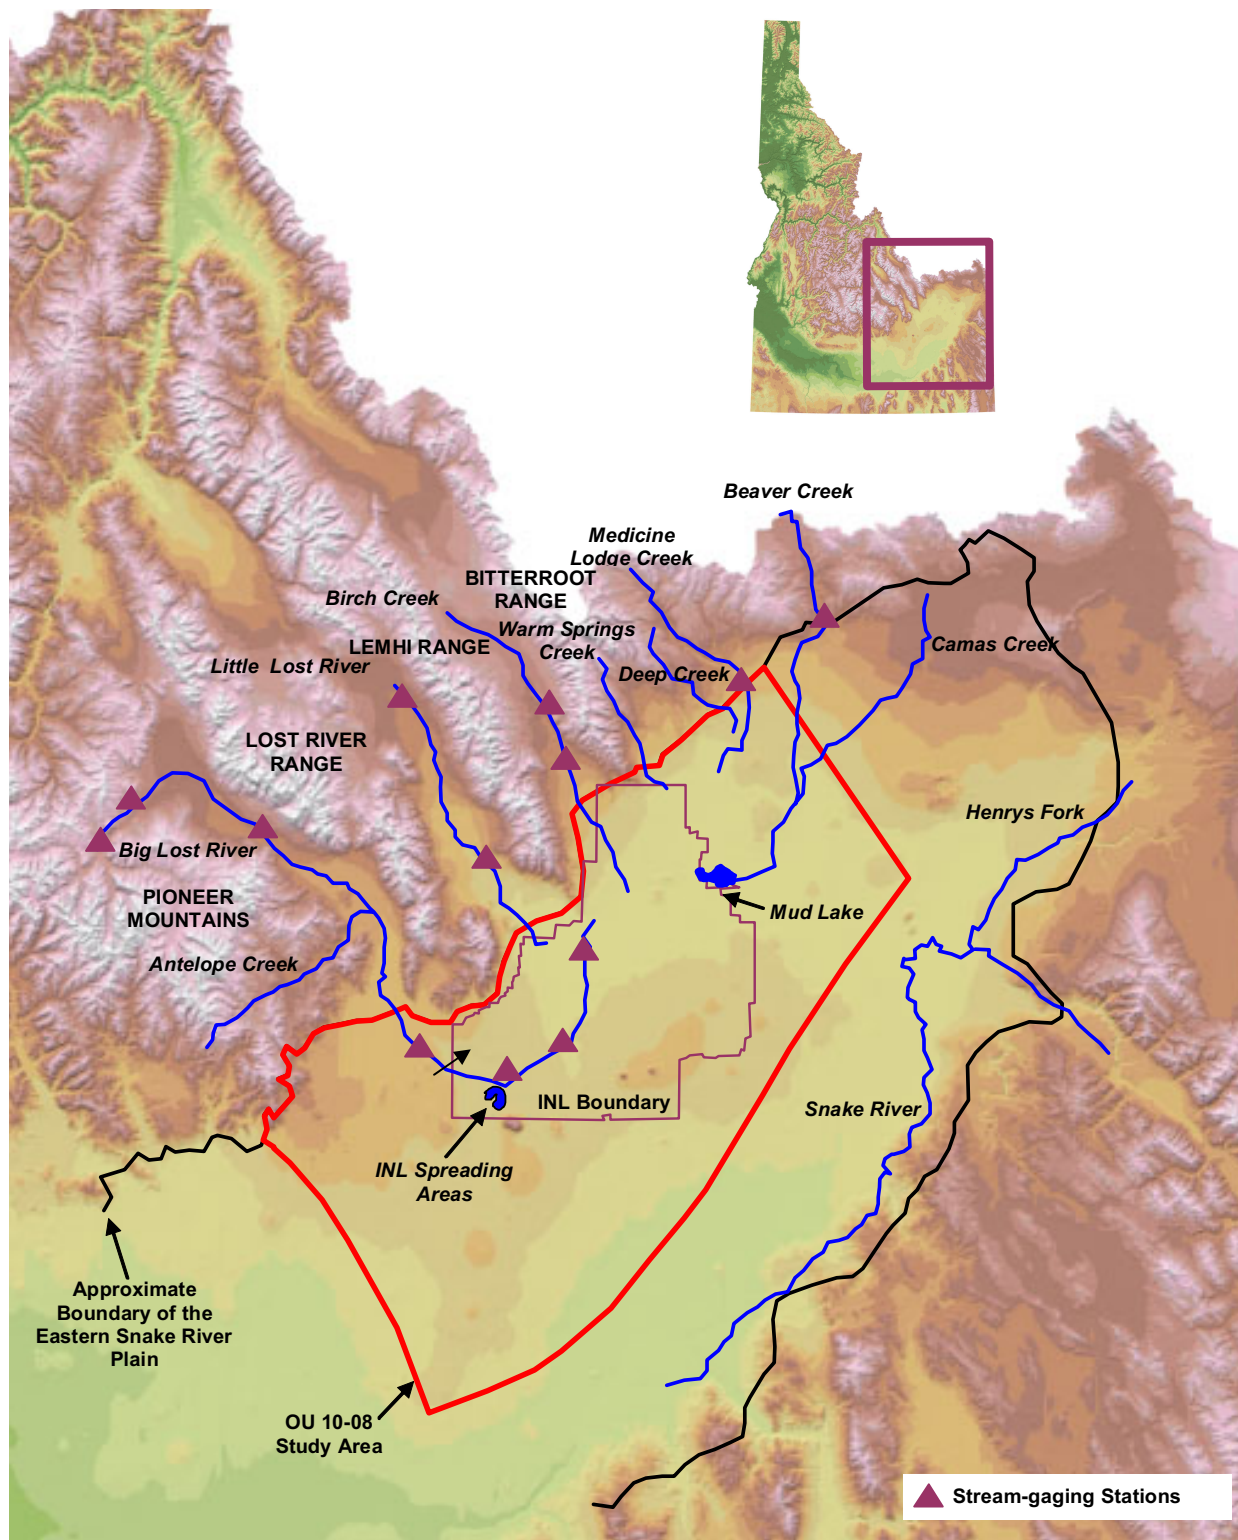 Beaver Creek
Medicine
Lodge Creek
BITTERROOT
RANGE
Birch Creek
Warm Springs
Creek
LEMHI RANGE
Camas Creek
Little Lost River
Deep Creek
LOST RIVER
RANGE
Henrys Fork
Big Lost River
PIONEER
MOUNTAINS
Mud Lake
Antelope Creek
INL Boundary
Snake River
INL Spreading
Areas
Approximate
Boundary of the
Eastern Snake River
Plain
OU 10-08
Study Area
Stream-gaging Stations